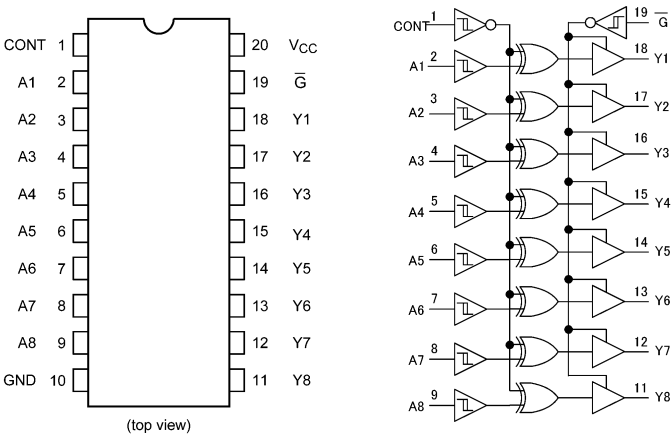 CONT 1 20 VCC
A1 2 19 G̅
A2 3 18 Y1
A3 4 17 Y2
A4 5 16 Y3
A5 6 15 Y4
A6 7 14 Y5
A7 8 13 Y6
A8 9 12 Y7
GND 10 11 Y8
(top view)
CONT 1 19 G̅
A1 2 18 Y1
A2 3 17 Y2
A3 4 16 Y3
A4 5 15 Y4
A5 6 14 Y5
A6 7 13 Y6
A7 8 12 Y7
A8 9 11 Y8